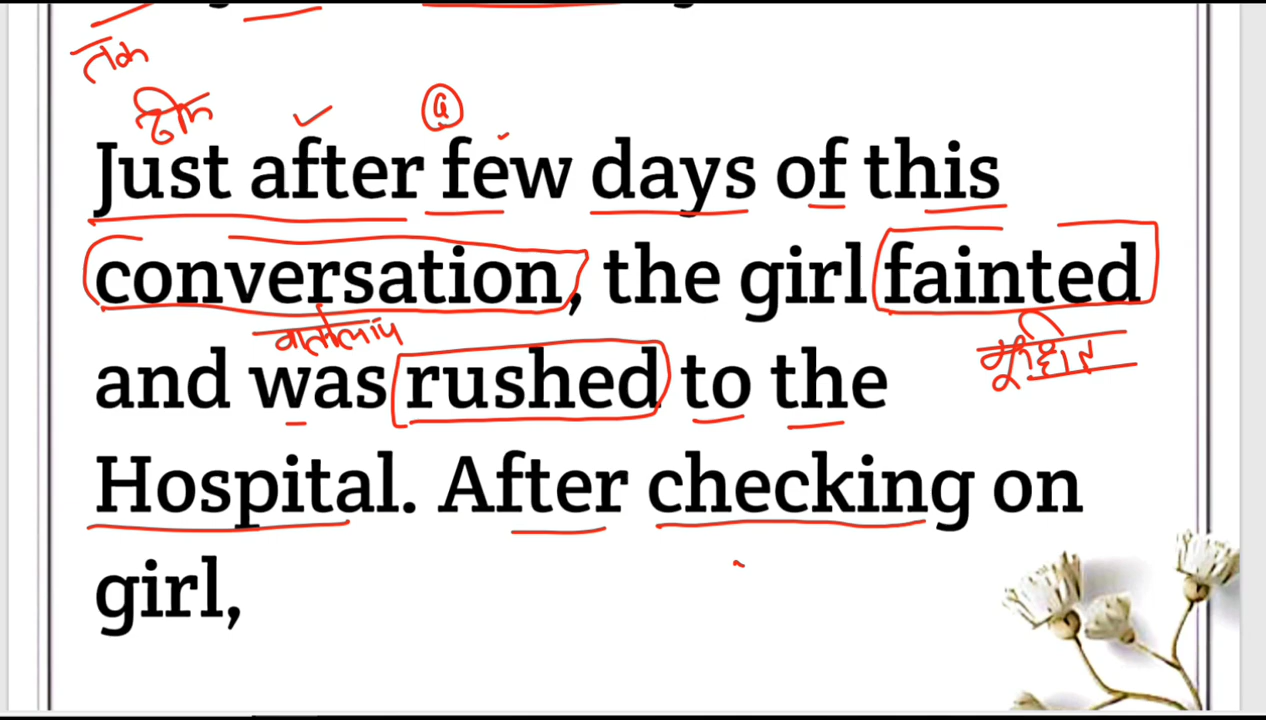 तक
ठीक
a
Just after few days of this
conversation, the girl fainted
वार्तालाप
and was rushed to the
Hospital. After checking on
girl,